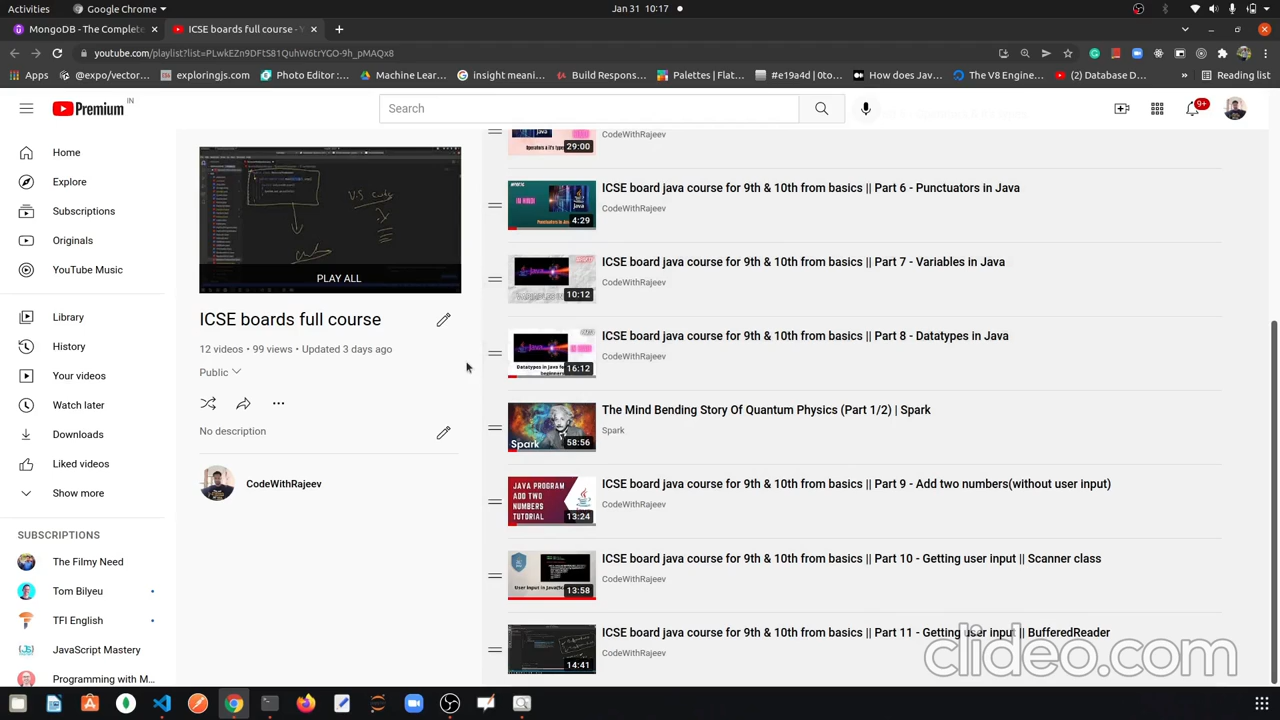 Activities Google Chrome Jan 31 10:17
MongoDB - The Complete ICSE boards full course - Y
youtube.com/playlist?list=PLwkEZn9DFtS81QuhW6trYGO-9h_pMAQx8
Apps @expo/vector... exploringjs.com Photo Editor :... Machine Lear... insight meani... Build Respons... Palettes | Flat... #e19a4d | 0to... How does Jav... The V8 Engine... (2) Database D... » Reading list
Premium IN Search 9+
Home
Explore
Subscriptions
Originals
YouTube Music
Library
History
Your videos
Watch later
Downloads
Liked videos
Show more
SUBSCRIPTIONS
The Filmy Need
Tom Bilyeu
TFI English
JavaScript Mastery
Programming with M...
PLAY ALL
ICSE boards full course
12 videos • 99 views • Updated 3 days ago
Public
No description
CodeWithRajeev
CodeWithRajeev
29:00
ICSE board java course for 9th & 10th from basics || Part 6 - Punctuators in Java
CodeWithRajeev
4:29
ICSE board java course for 9th & 10th from basics || Part 7 - Variables in Java
CodeWithRajeev
10:12
ICSE board java course for 9th & 10th from basics || Part 8 - Datatypes in Java
CodeWithRajeev
16:12
The Mind Bending Story Of Quantum Physics (Part 1/2) | Spark
Spark
Spark 58:56
ICSE board java course for 9th & 10th from basics || Part 9 - Add two numbers(without user input)
CodeWithRajeev
JAVA PROGRAM
ADD TWO
NUMBERS
TUTORIAL
13:24
ICSE board java course for 9th & 10th from basics || Part 10 - Getting user input || Scanner class
CodeWithRajeev
13:58
ICSE board java course for 9th & 10th from basics || Part 11 - Getting input || BufferedReader
CodeWithRajeev
14:41
clideo.com